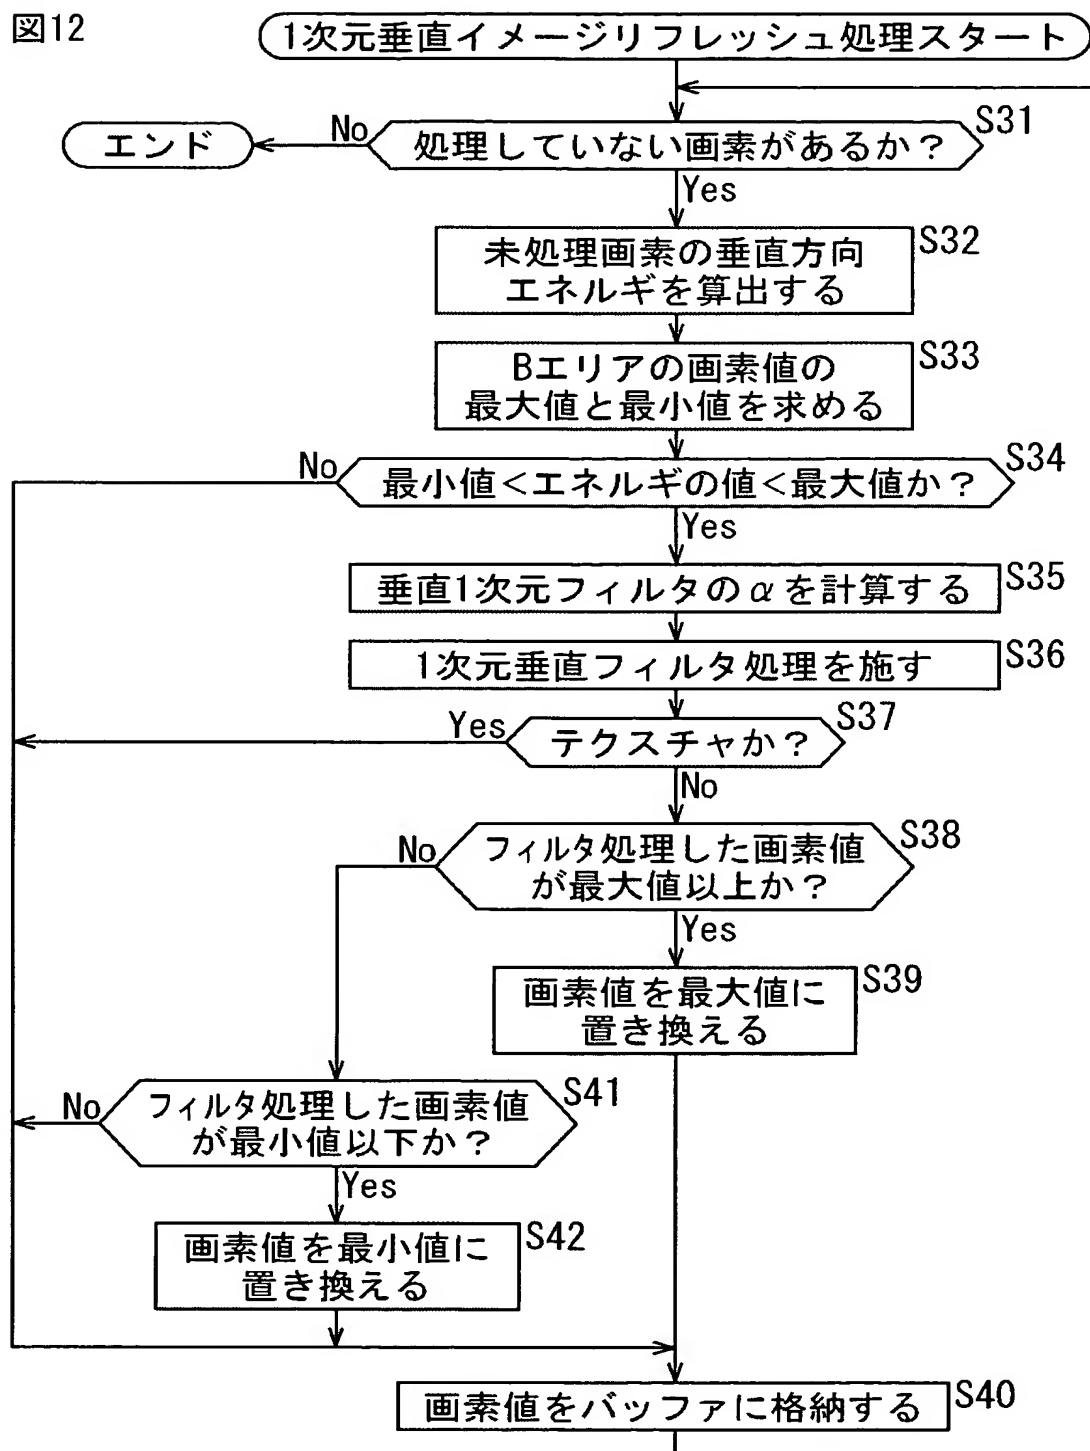 図12
1次元垂直イメージリフレッシュ処理スタート
S31
処理していない画素があるか？
No
エンド
Yes
S32
未処理画素の垂直方向
エネルギを算出する
S33
Bエリアの画素値の
最大値と最小値を求める
S34
最小値＜エネルギの値＜最大値か？
No
Yes
S35
垂直1次元フィルタのαを計算する
S36
1次元垂直フィルタ処理を施す
S37
テクスチャか？
Yes
No
S38
フィルタ処理した画素値
が最大値以上か？
No
Yes
S39
画素値を最大値に
置き換える
S41
フィルタ処理した画素値
が最小値以下か？
No
Yes
S42
画素値を最小値に
置き換える
S40
画素値をバッファに格納する